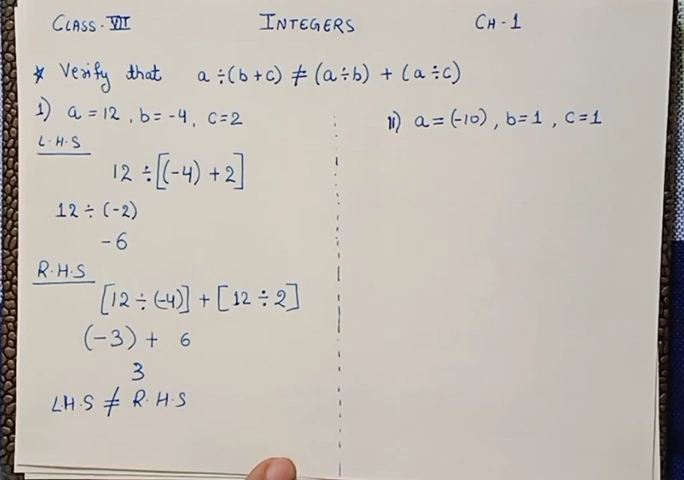 CLASS-VII INTEGERS CH-1
* Verify that a ÷ (b + c) ≠ (a ÷ b) + (a ÷ c)
I) a = 12, b = -4, c = 2
L.H.S
12 ÷ [(-4) + 2]
12 ÷ (-2)
-6
R.H.S
[12 ÷ (-4)] + [12 ÷ 2]
(-3) + 6
3
LH.S ≠ R.H.S
II) a = (-10), b = 1, c = 1